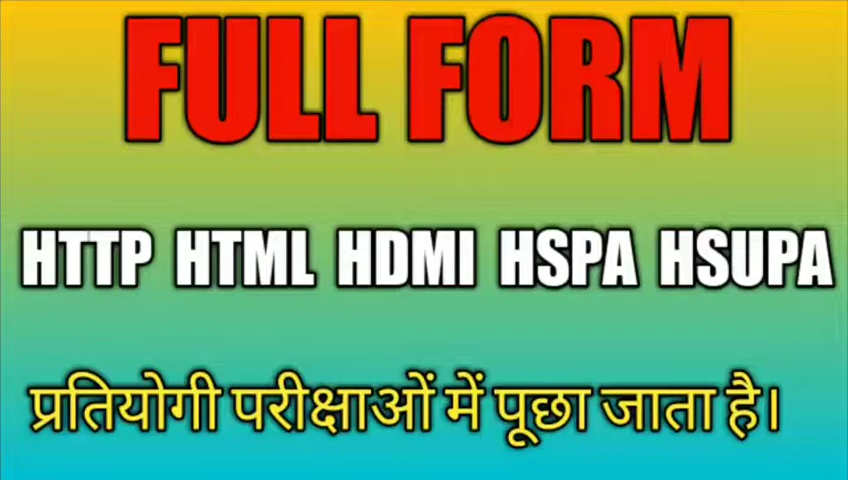 FULL FORM
HTTP HTML HDMI HSPA HSUPA
प्रतियोगी परीक्षाओं में पूछा जाता है।